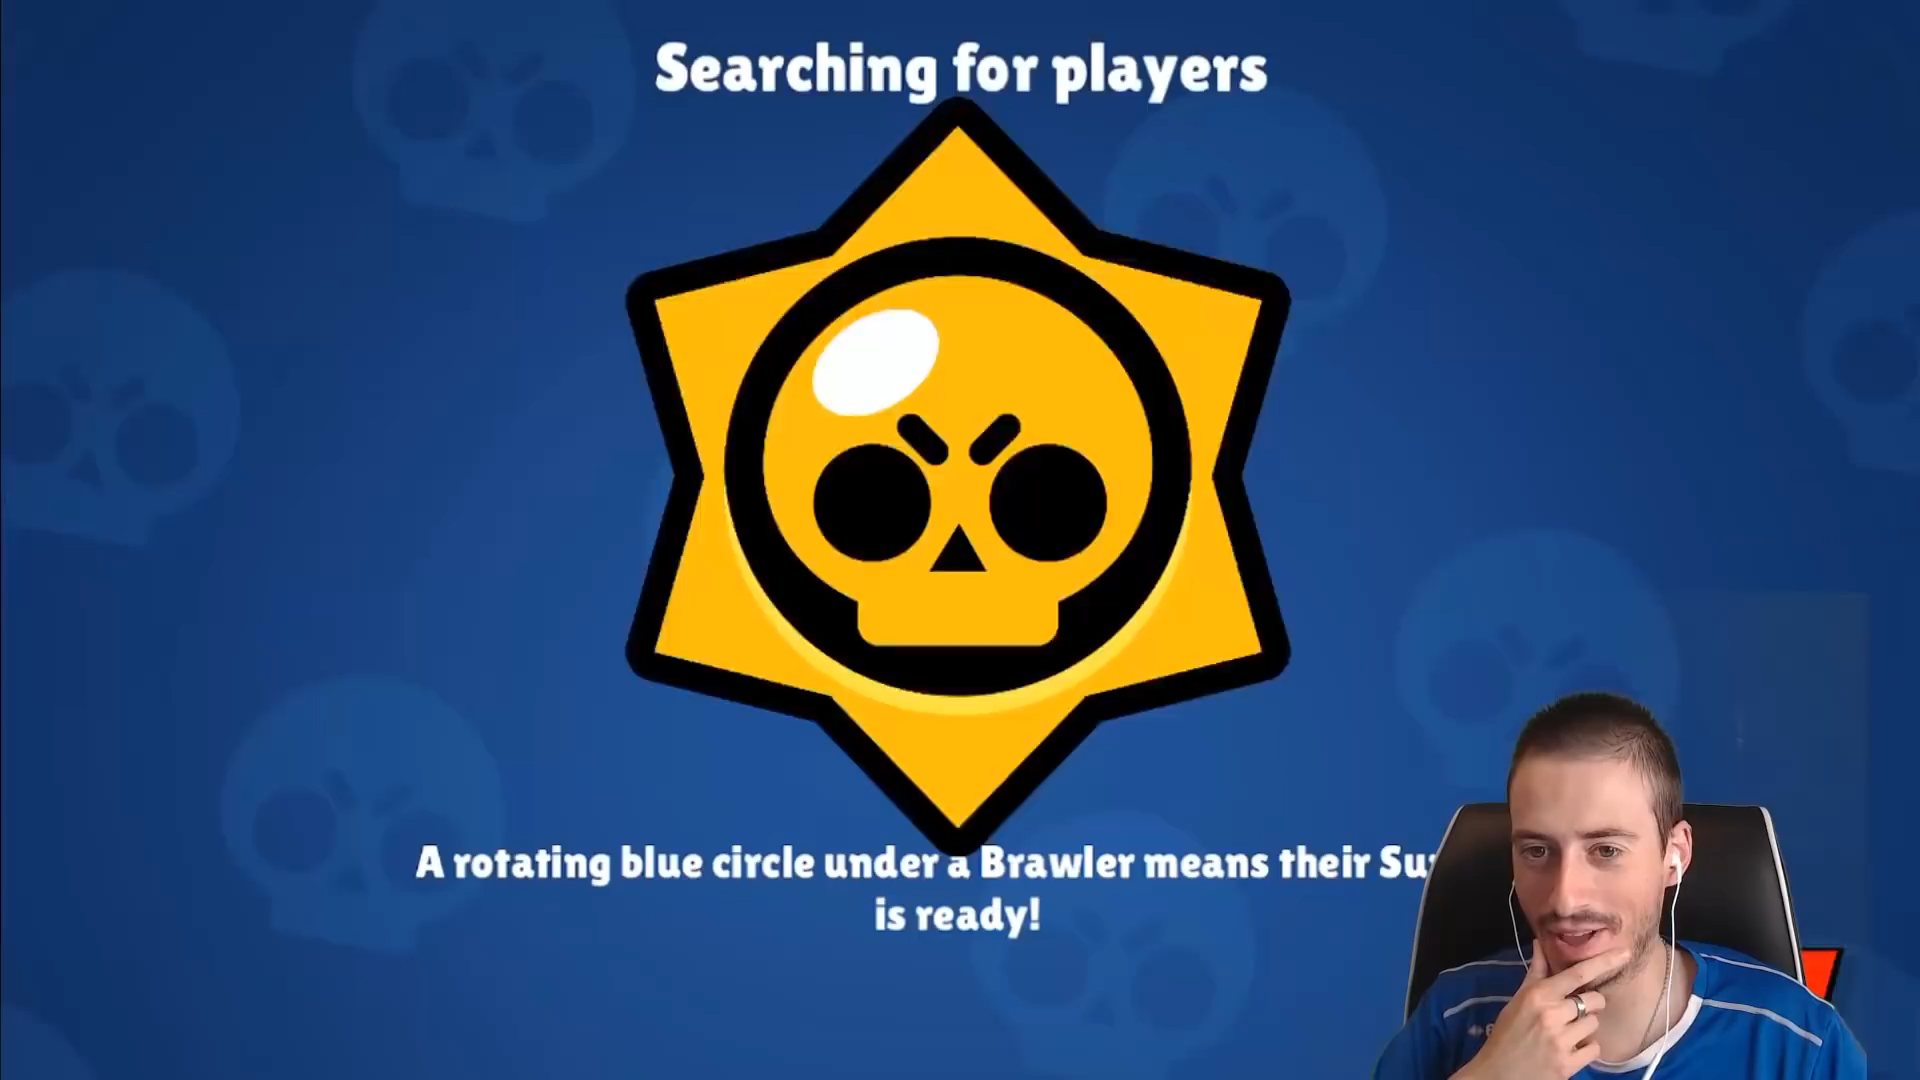 Searching for players
A rotating blue circle under a Brawler means their
is ready!